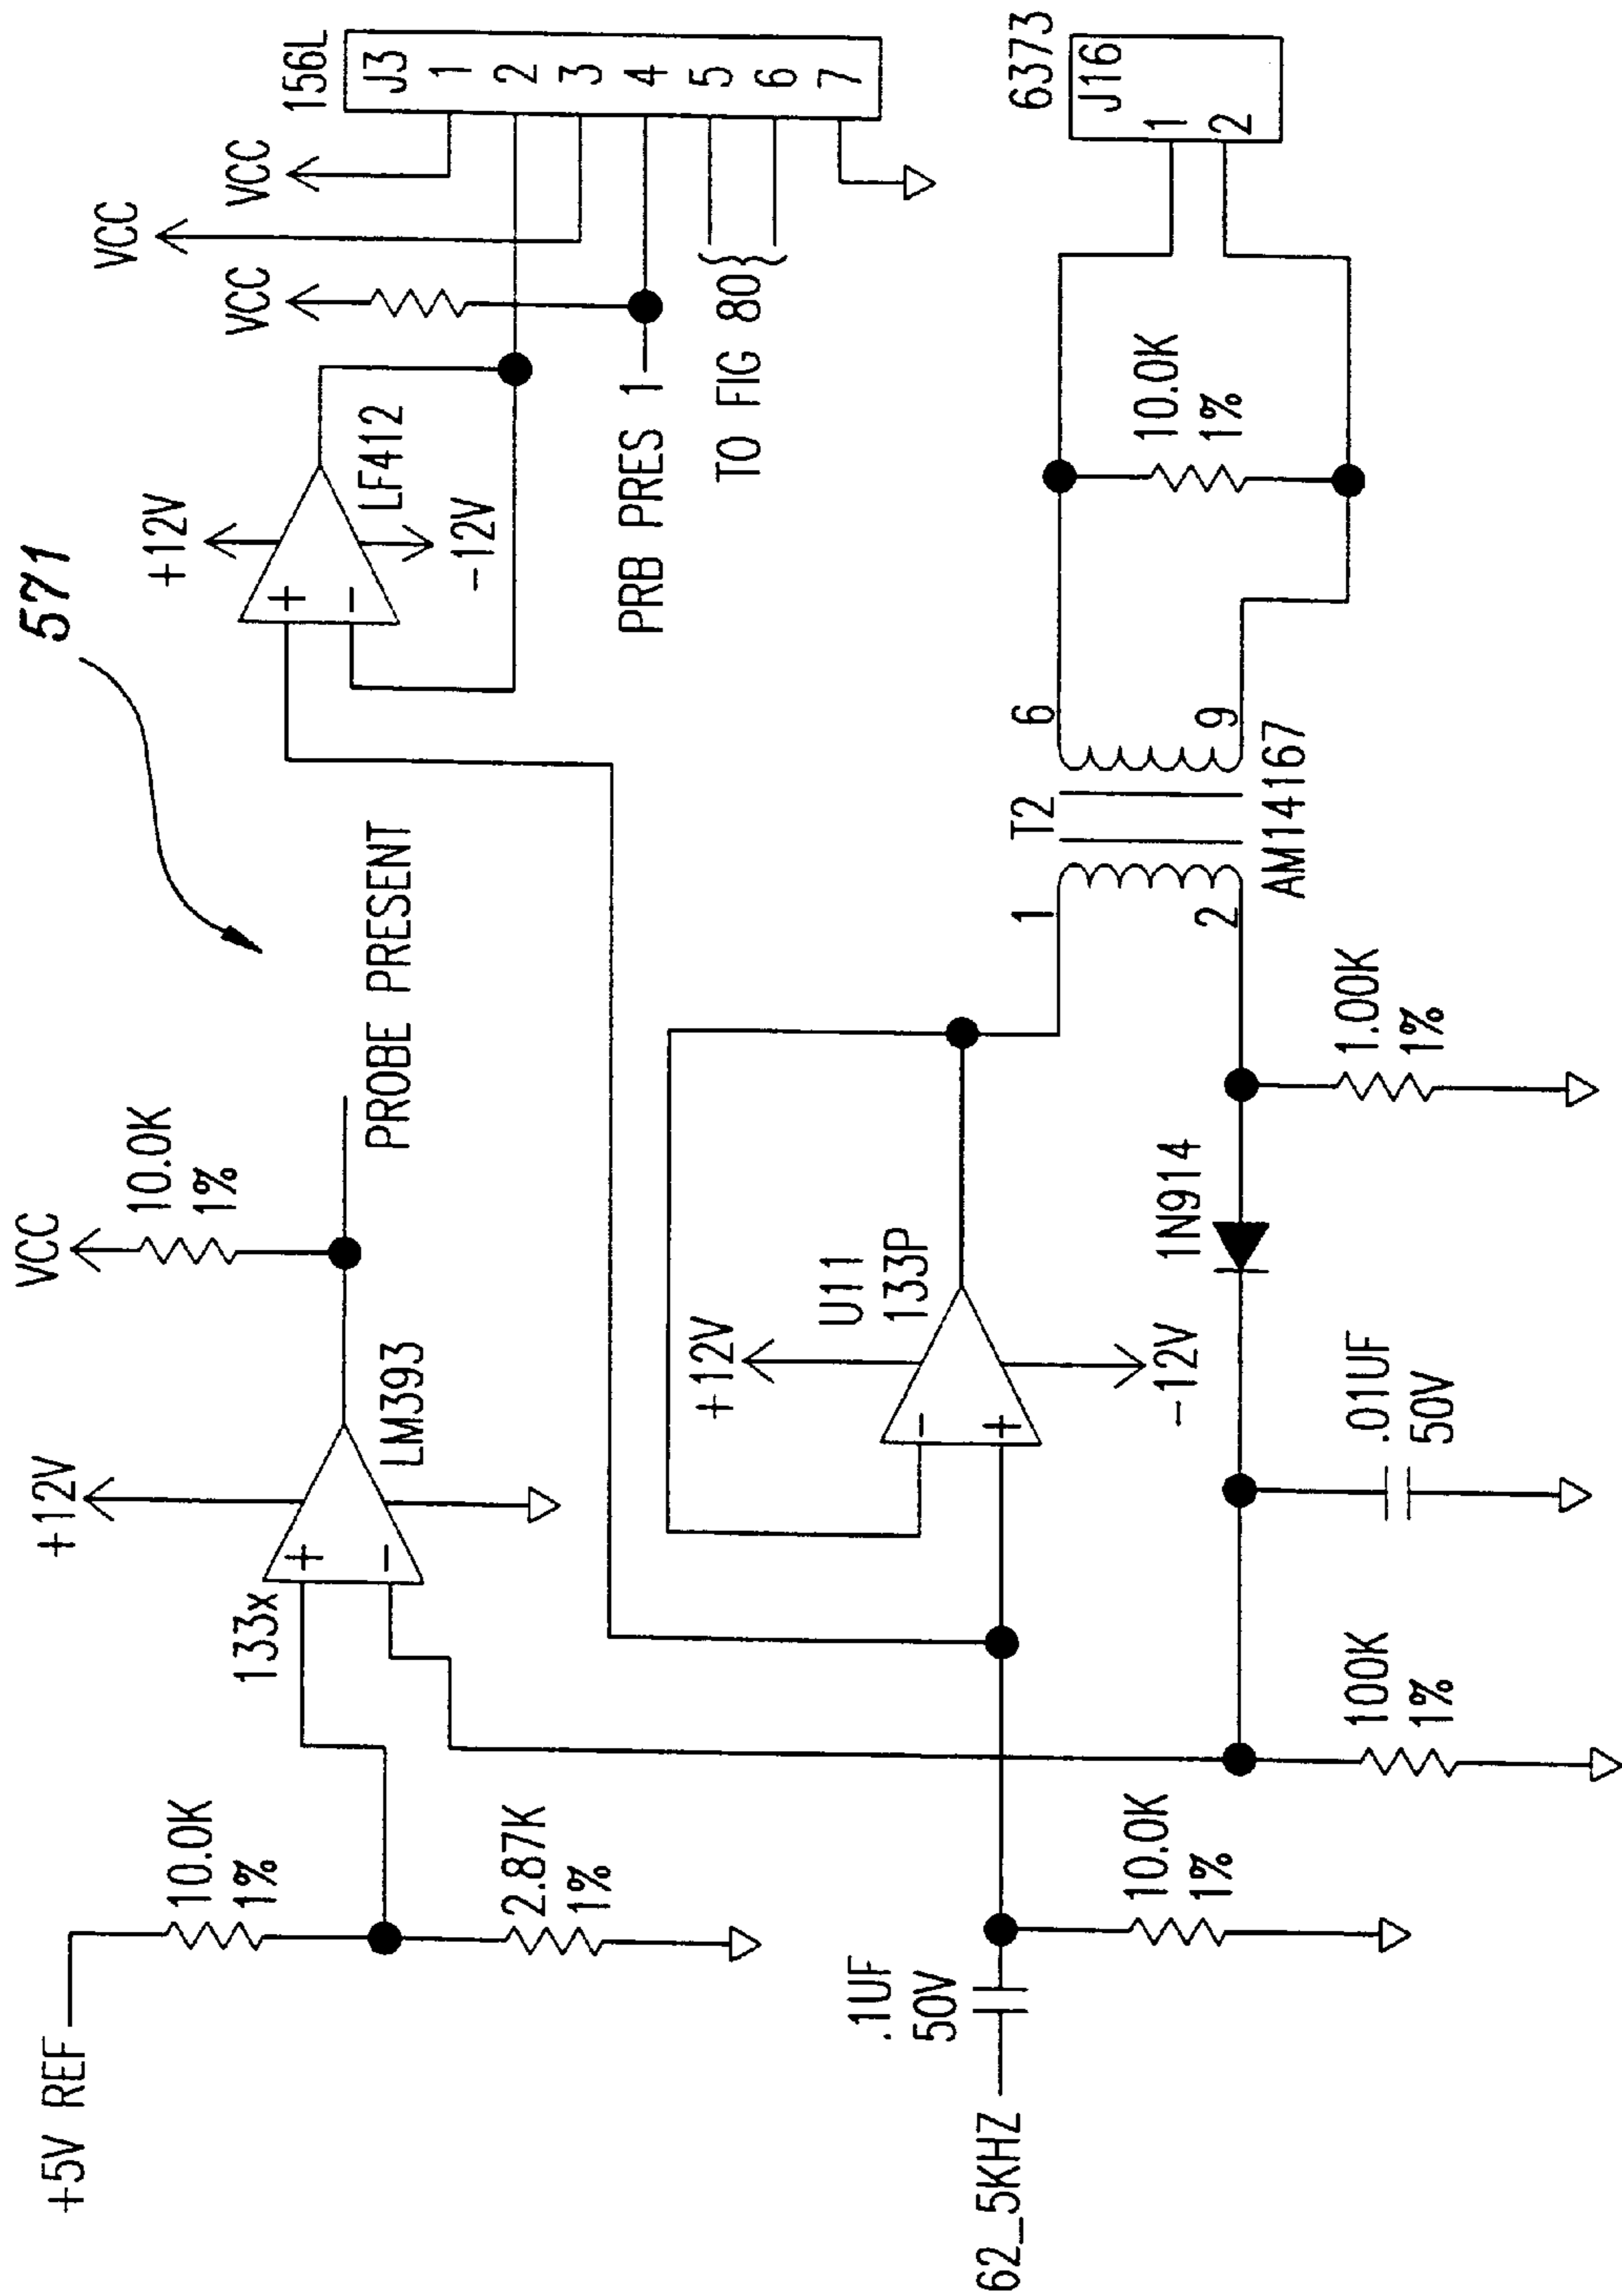 571
+5V REF
10.0K
1%
2.87K
1%
133x
+
-
+12V
LM393
VCC
10.0K
1%
PROBE PRESENT
+12V
+
-
LF412
-12V
VCC
VCC
VCC
156L
J3
1
2
3
4
5
6
7
PRB PRES 1
TO FIG 80
62_5KHZ
.1UF
50V
10.0K
1%
+12V
U11
133P
-
+
-12V
100K
1%
.01UF
50V
1N914
1.00K
1%
1
T2
6
2
9
AM14167
10.0K
1%
6373
J16
1
2